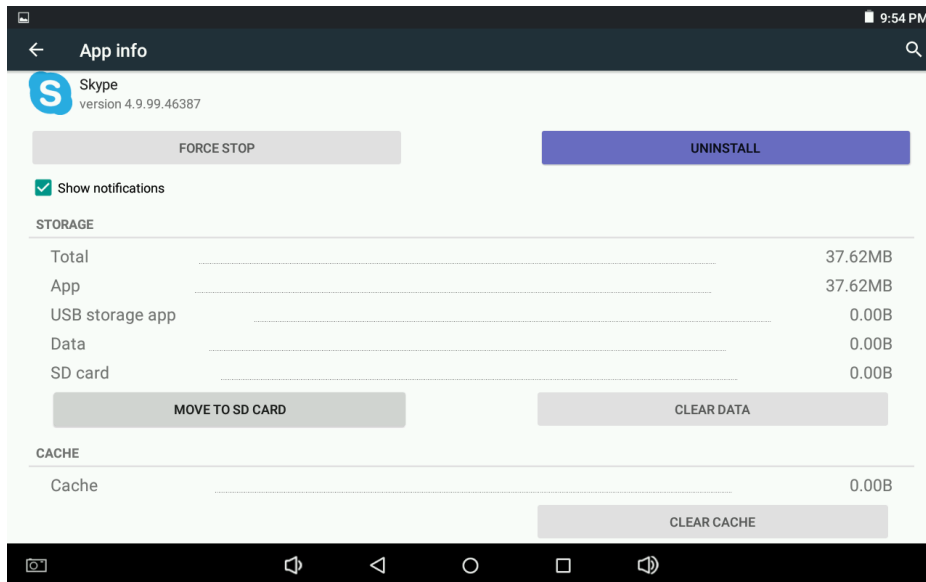 9:54 PM
App info
Skype
version 4.9.99.46387
FORCE STOP UNINSTALL
Show notifications
STORAGE
Total 37.62MB
App 37.62MB
USB storage app 0.00B
Data 0.00B
SD card 0.00B
MOVE TO SD CARD CLEAR DATA
CACHE
Cache 0.00B
CLEAR CACHE